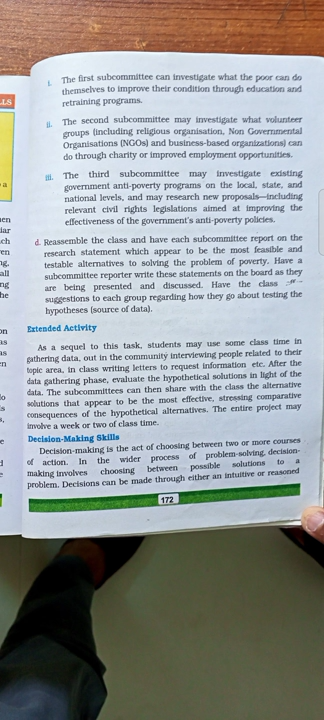 i. The first subcommittee can investigate what the poor can do
themselves to improve their condition through education and
retraining programs.
ii. The second subcommittee may investigate what volunteer
groups (including religious organisation, Non Governmental
Organisations (NGOs) and business-based organizations) can
do through charity or improved employment opportunities.
iii. The third subcommittee may investigate existing
government anti-poverty programs on the local, state, and
national levels, and may research new proposals—including
relevant civil rights legislations aimed at improving the
effectiveness of the government's anti-poverty policies.
d. Reassemble the class and have each subcommittee report on the
research statement which appear to be the most feasible and
testable alternatives to solving the problem of poverty. Have a
subcommittee reporter write these statements on the board as they
are being presented and discussed. Have the class
suggestions to each group regarding how they go about testing the
hypotheses (source of data).
Extended Activity
As a sequel to this task, students may use some class time in
gathering data, out in the community interviewing people related to their
topic area, in class writing letters to request information etc. After the
data gathering phase, evaluate the hypothetical solutions in light of the
data. The subcommittees can then share with the class the alternative
solutions that appear to be the most effective, stressing comparative
consequences of the hypothetical alternatives. The entire project may
involve a week or two of class time.
Decision-Making Skills
Decision-making is the act of choosing between two or more courses
of action. In the wider process of problem-solving, decision-
making involves choosing between possible solutions to a
problem. Decisions can be made through either an intuitive or reasoned
172
LLS